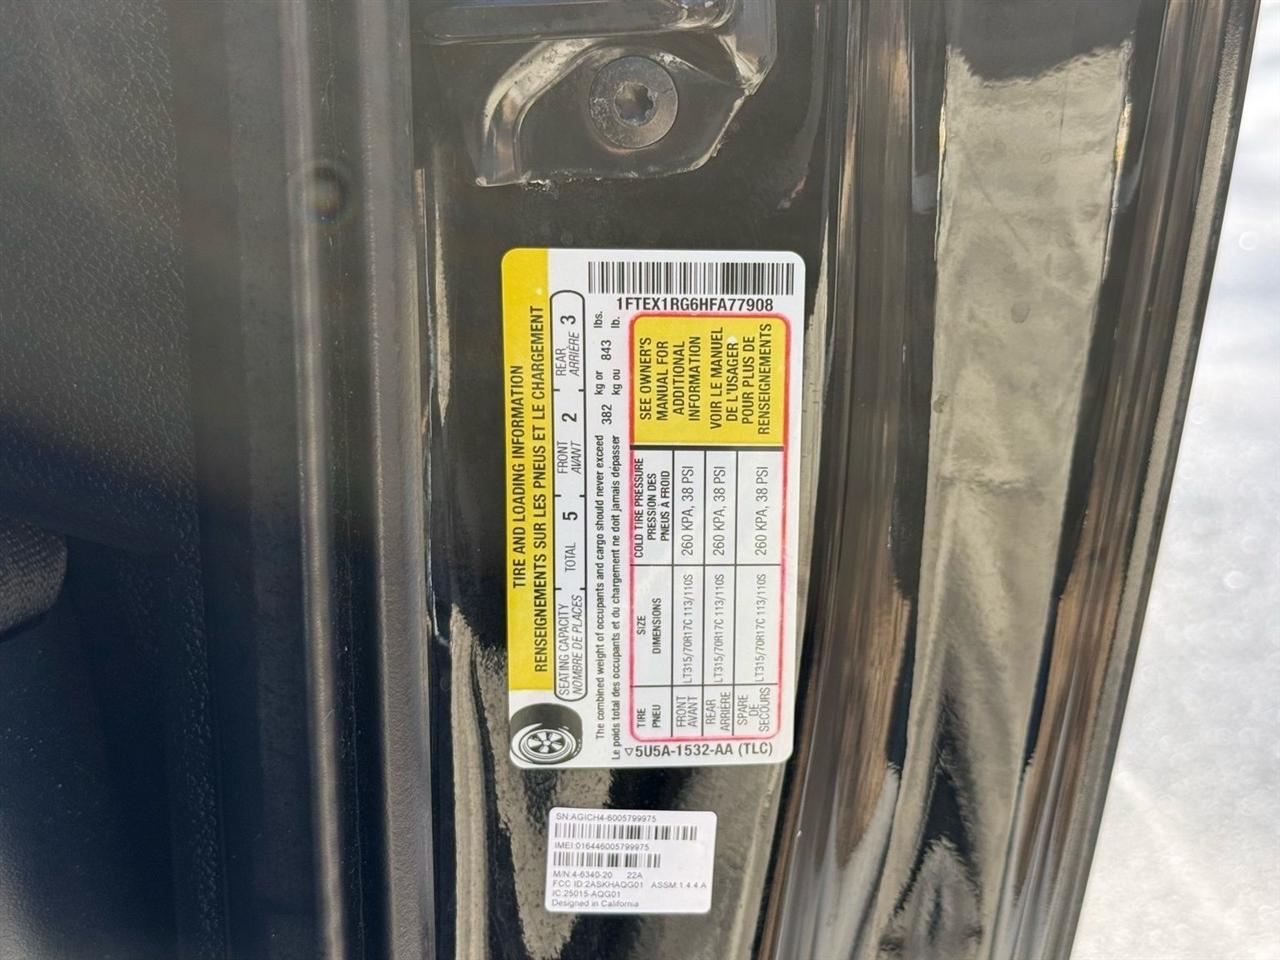 1FTEX1RG6HFA77908
TIRE AND LOADING INFORMATION
RENSEIGNEMENTS SUR LES PNEUS ET LE CHARGEMENT
SEATING CAPACITY
NOMBRE DE PLACES
TOTAL 5
FRONT
AVANT
2
REAR
ARRIÈRE
3
The combined weight of occupants and cargo should never exceed 382 kg or 843 lbs.
Le poids total des occupants et du chargement ne doit jamais dépasser kg ou lb.
TIRE
PNEU
SIZE
DIMENSIONS
COLD TIRE PRESSURE
PRESSION DES
PNEUS À FROID
FRONT
AVANT
LT315/70R17C 113/110S
260 KPA, 38 PSI
REAR
ARRIÈRE
LT315/70R17C 113/110S
260 KPA, 38 PSI
SPARE
DE
SECOURS
LT315/70R17C 113/110S
260 KPA, 38 PSI
SEE OWNER'S
MANUAL FOR
ADDITIONAL
INFORMATION
VOIR LE MANUEL
DE L'USAGER
POUR PLUS DE
RENSEIGNEMENTS
5U5A-1532-AA (TLC)
SN:AGICH4-6005799975
IMEI:016446005799975
M/N:4-6340-20 22A
FCC ID:2ASKHAQG01 ASSM:1.4.4 A
IC:25015-AQG01
Designed in California